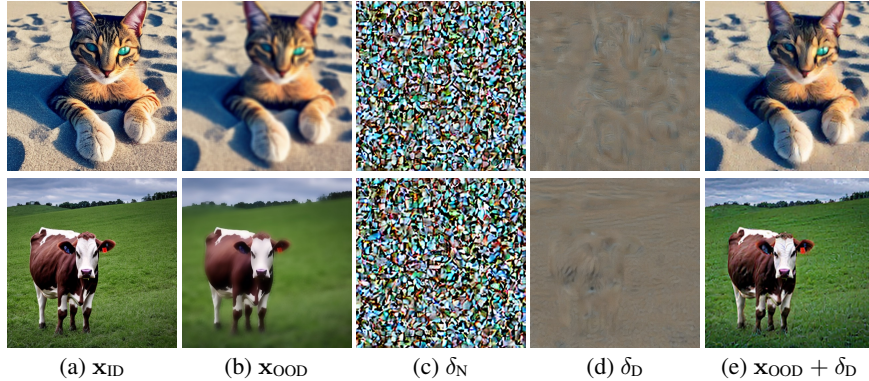 (a) x_ID (b) x_OOD (c) δ_N (d) δ_D (e) x_OOD + δ_D